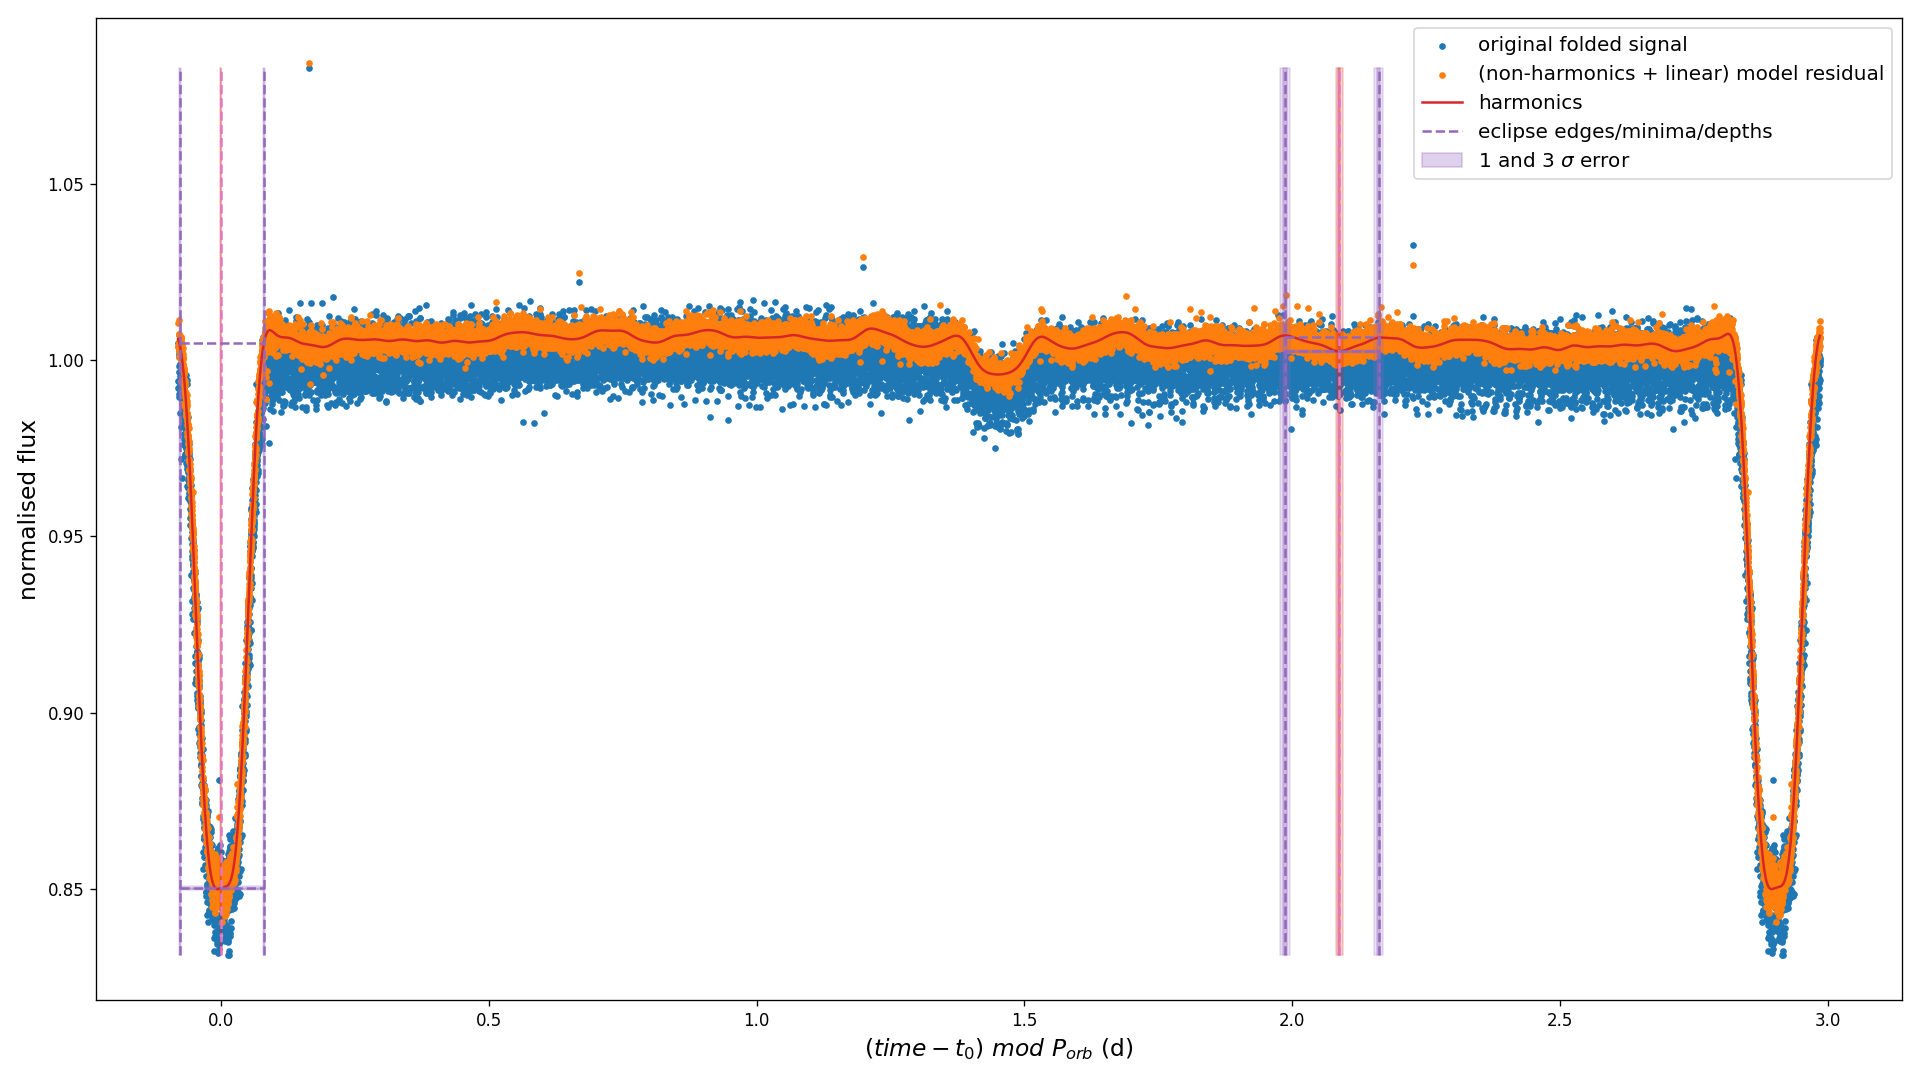 original folded signal
(non-harmonics + linear) model residual
harmonics
eclipse edges/minima/depths
1 and 3 σ error
normalised flux
1.05
1.00
0.95
0.90
0.85
0.0 0.5 1.0 1.5 2.0 2.5 3.0
(time − t₀) mod P_orb (d)